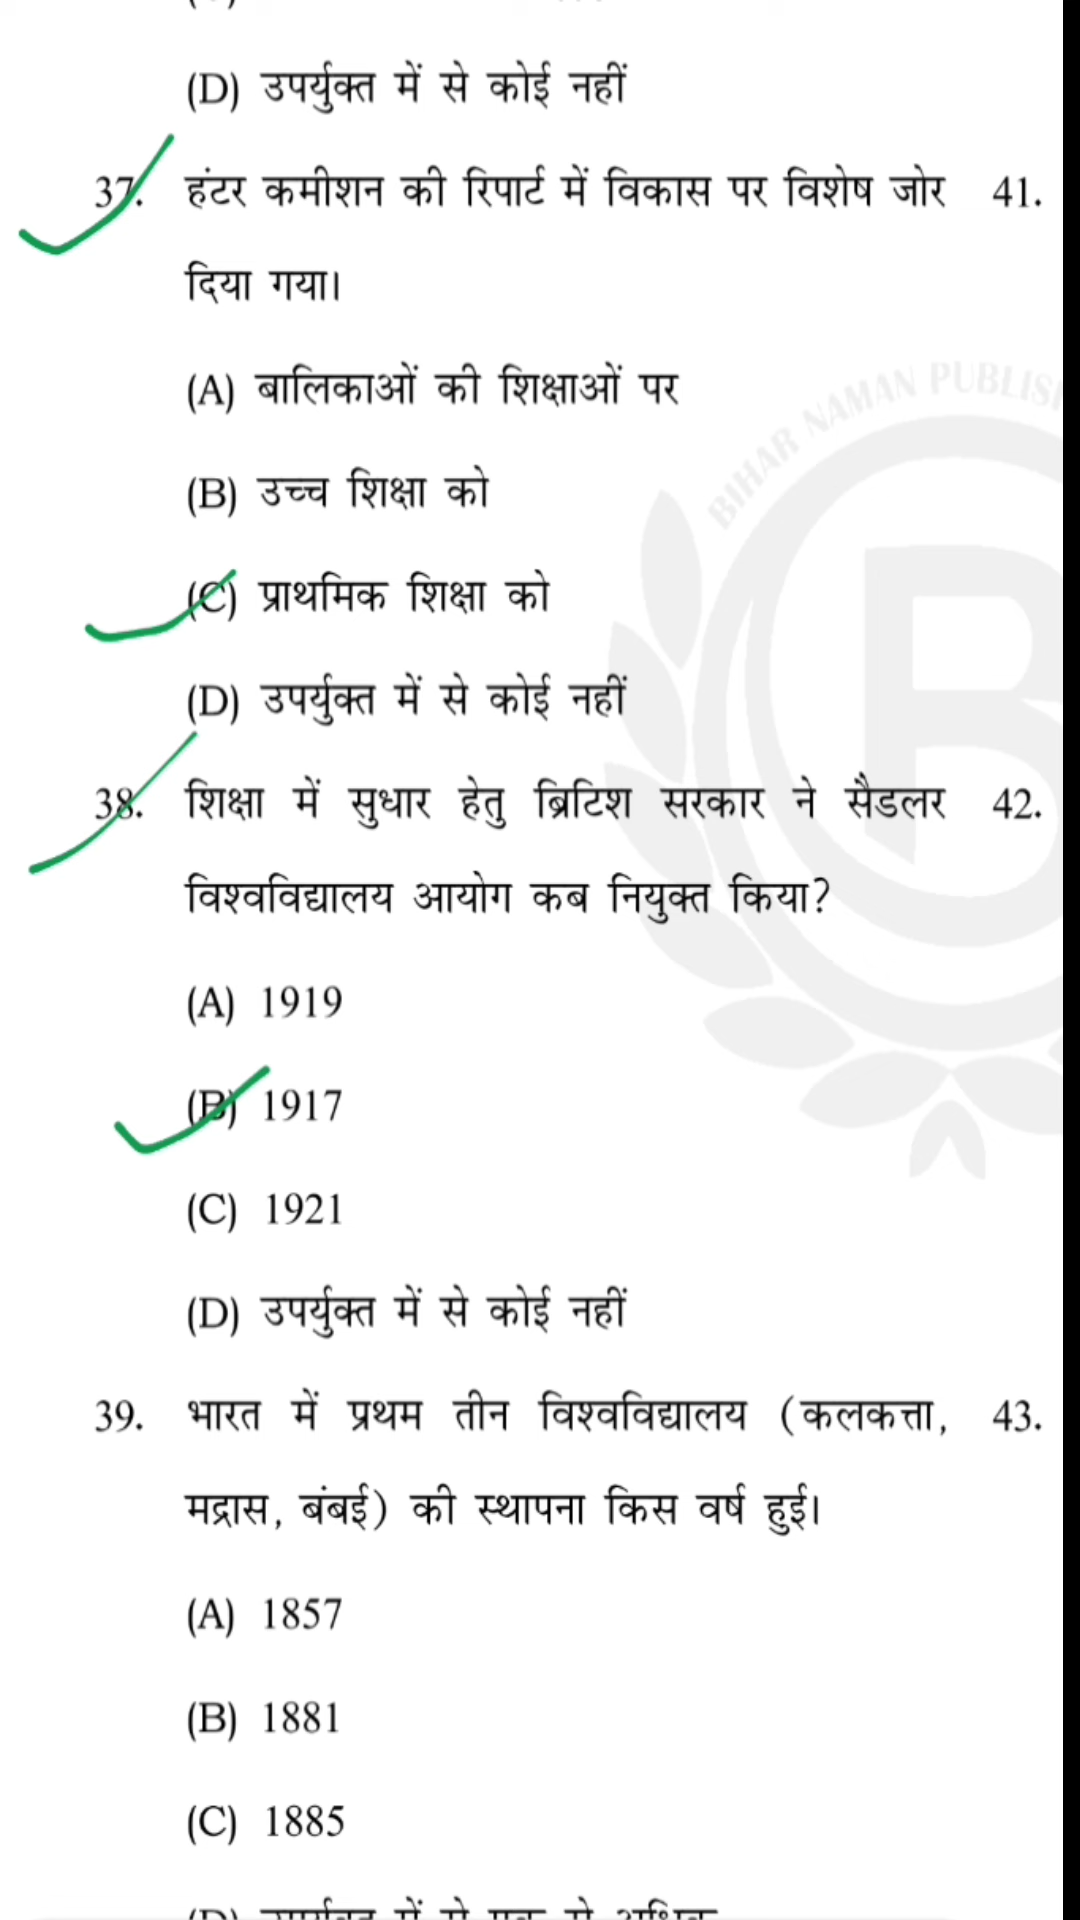 (D) उपर्युक्त में से कोई नहीं
37. हंटर कमीशन की रिपार्ट में विकास पर विशेष जोर
दिया गया।
(A) बालिकाओं की शिक्षाओं पर
(B) उच्च शिक्षा को
(C) प्राथमिक शिक्षा को
(D) उपर्युक्त में से कोई नहीं
38. शिक्षा में सुधार हेतु ब्रिटिश सरकार ने सैडलर
विश्वविद्यालय आयोग कब नियुक्त किया?
(A) 1919
(B) 1917
(C) 1921
(D) उपर्युक्त में से कोई नहीं
39. भारत में प्रथम तीन विश्वविद्यालय (कलकत्ता,
मद्रास, बंबई) की स्थापना किस वर्ष हुई।
(A) 1857
(B) 1881
(C) 1885
41.
42.
43.
BIHAR NAMAN